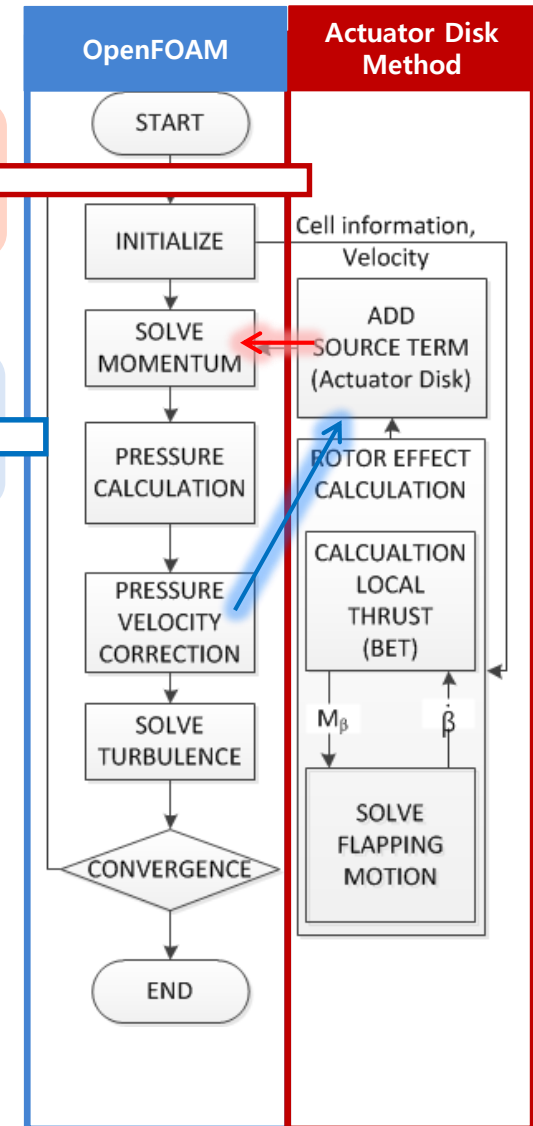 OpenFOAM
Actuator Disk
Method
START
INITIALIZE
Cell information,
Velocity
SOLVE
MOMENTUM
ADD
SOURCE TERM
(Actuator Disk)
PRESSURE
CALCULATION
ROTOR EFFECT
CALCULATION
CALCUALTION
LOCAL
THRUST
(BET)
PRESSURE
VELOCITY
CORRECTION
Mβ
β̇
SOLVE
TURBULENCE
SOLVE
FLAPPING
MOTION
CONVERGENCE
END